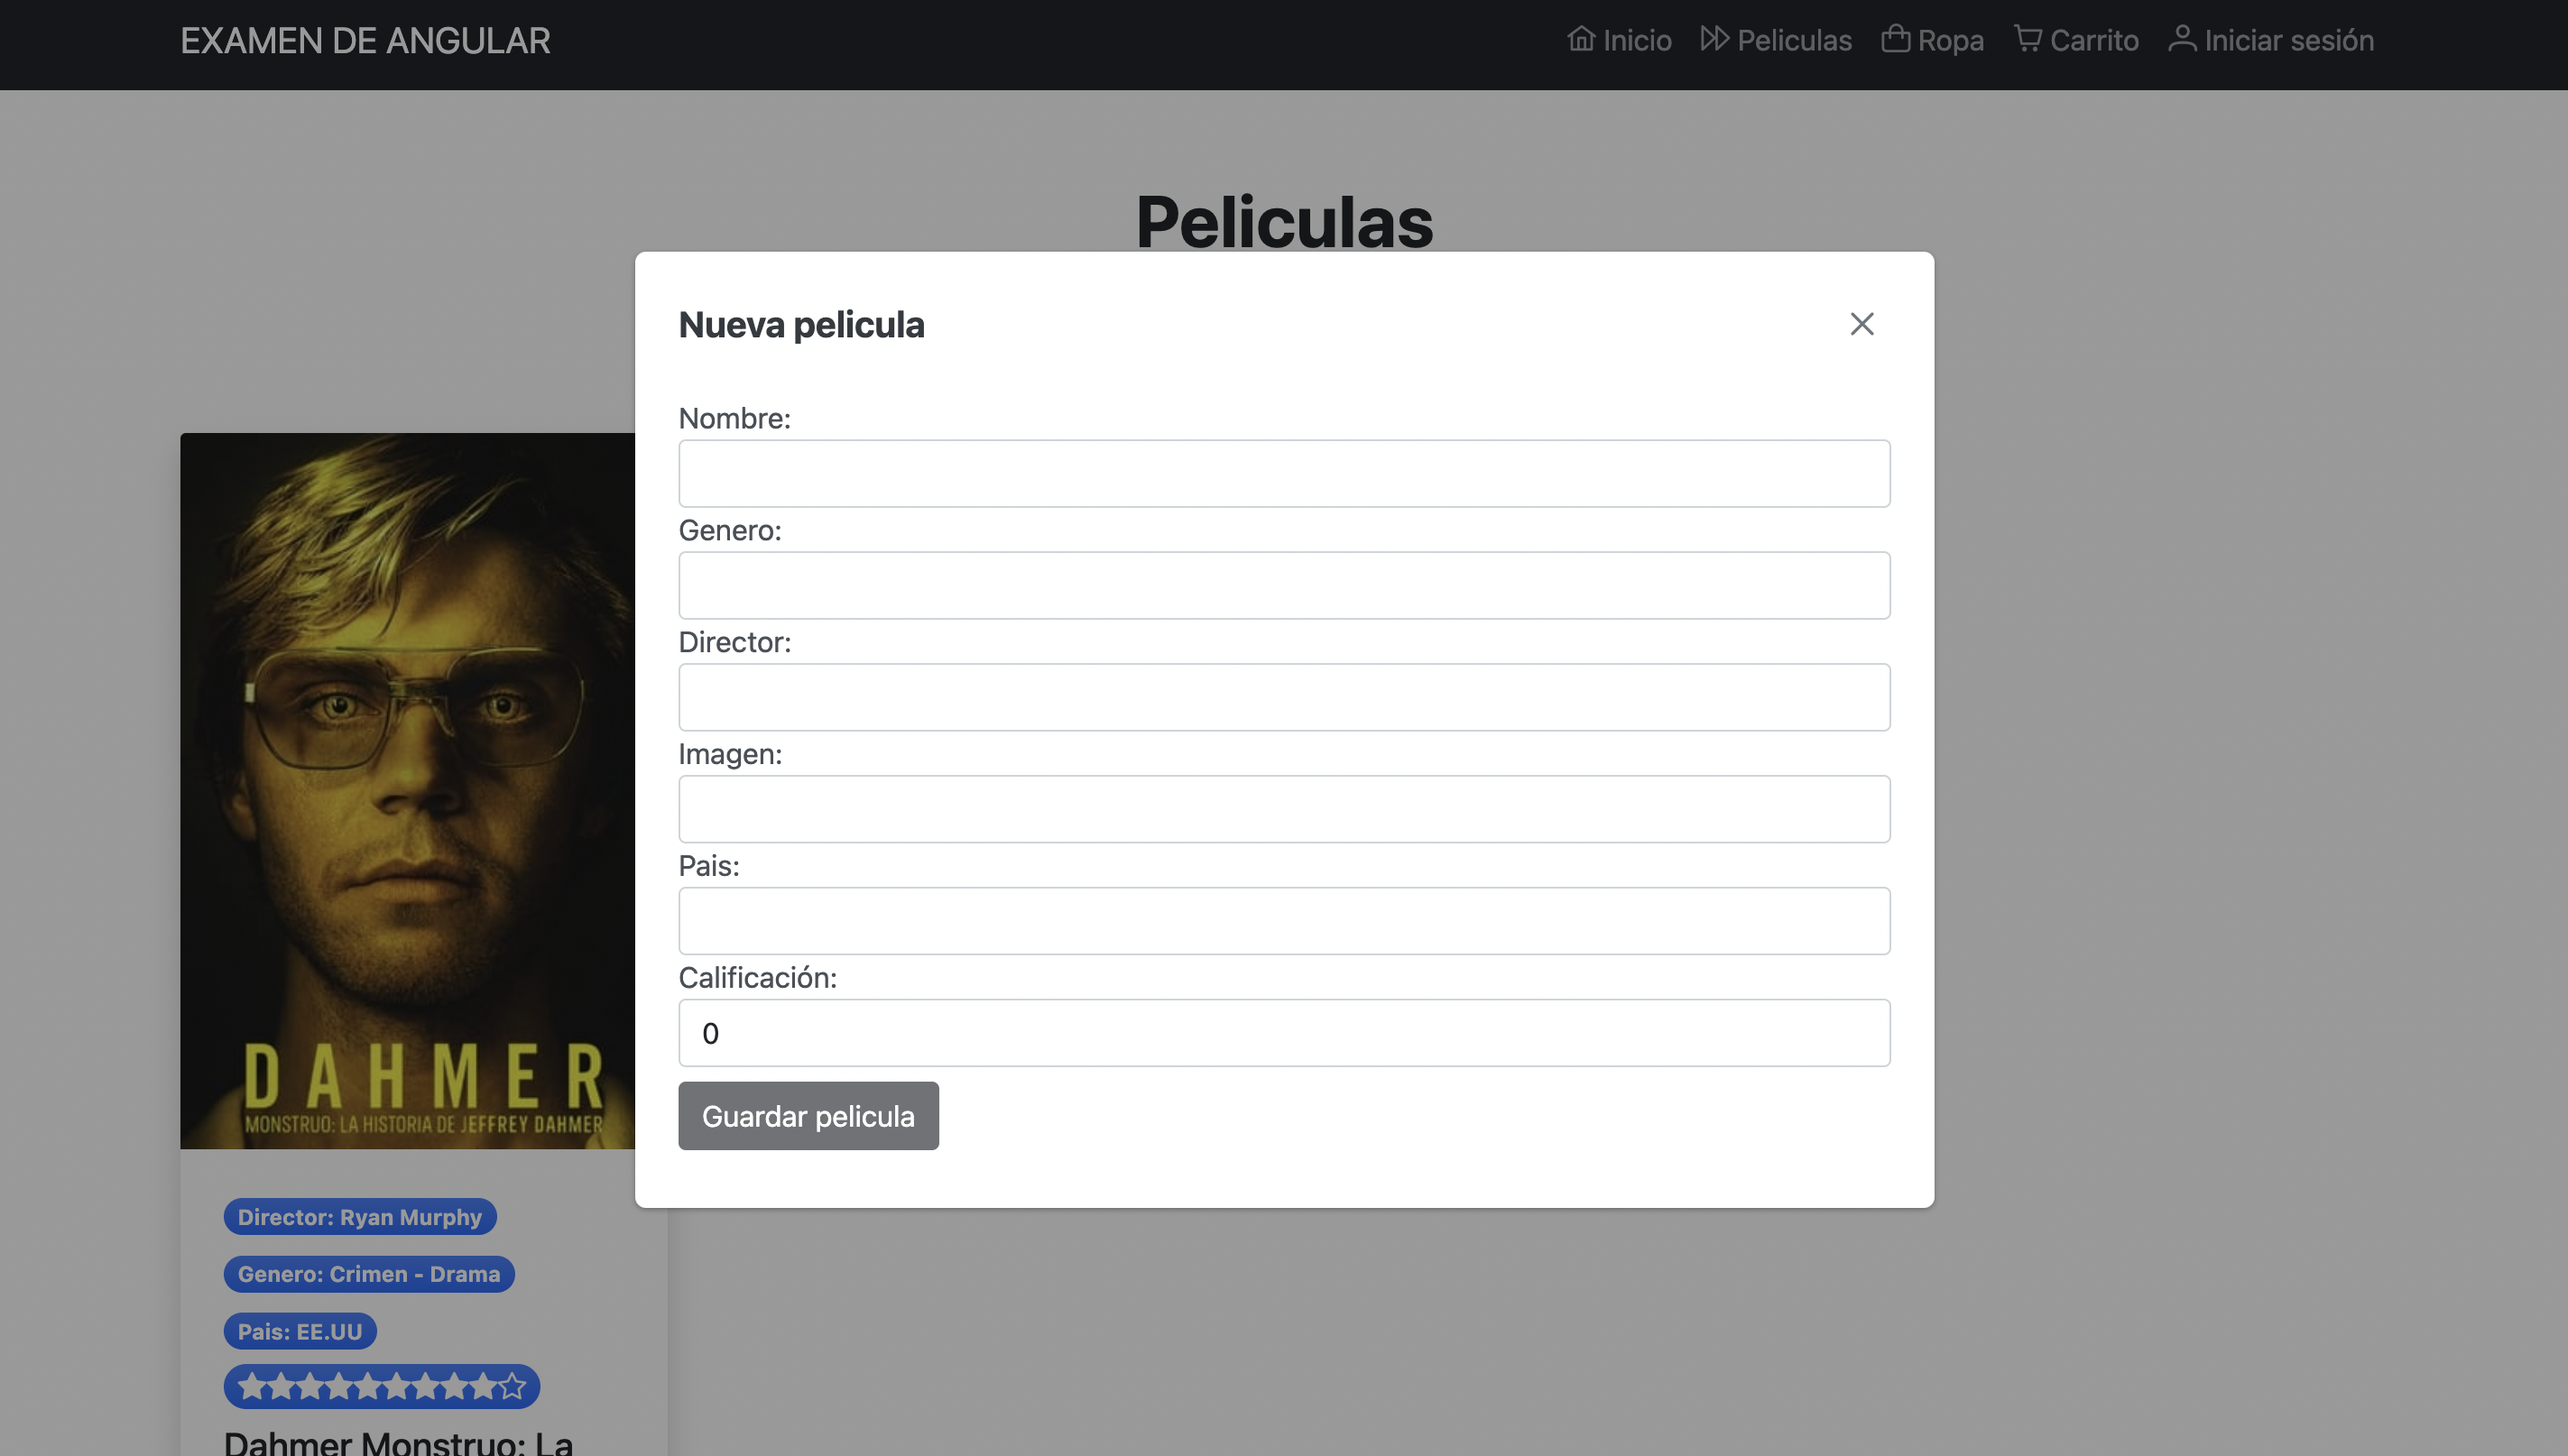 EXAMEN DE ANGULAR
Inicio Peliculas Ropa Carrito Iniciar sesión
Peliculas
Nueva pelicula
Nombre:
Genero:
Director:
Imagen:
Pais:
Calificación:
0
Guardar pelicula
DAHMER
MONSTRUO: LA HISTORIA DE JEFFREY DAHMER
Director: Ryan Murphy
Genero: Crimen - Drama
Pais: EE.UU
Dahmer Monstruo: La